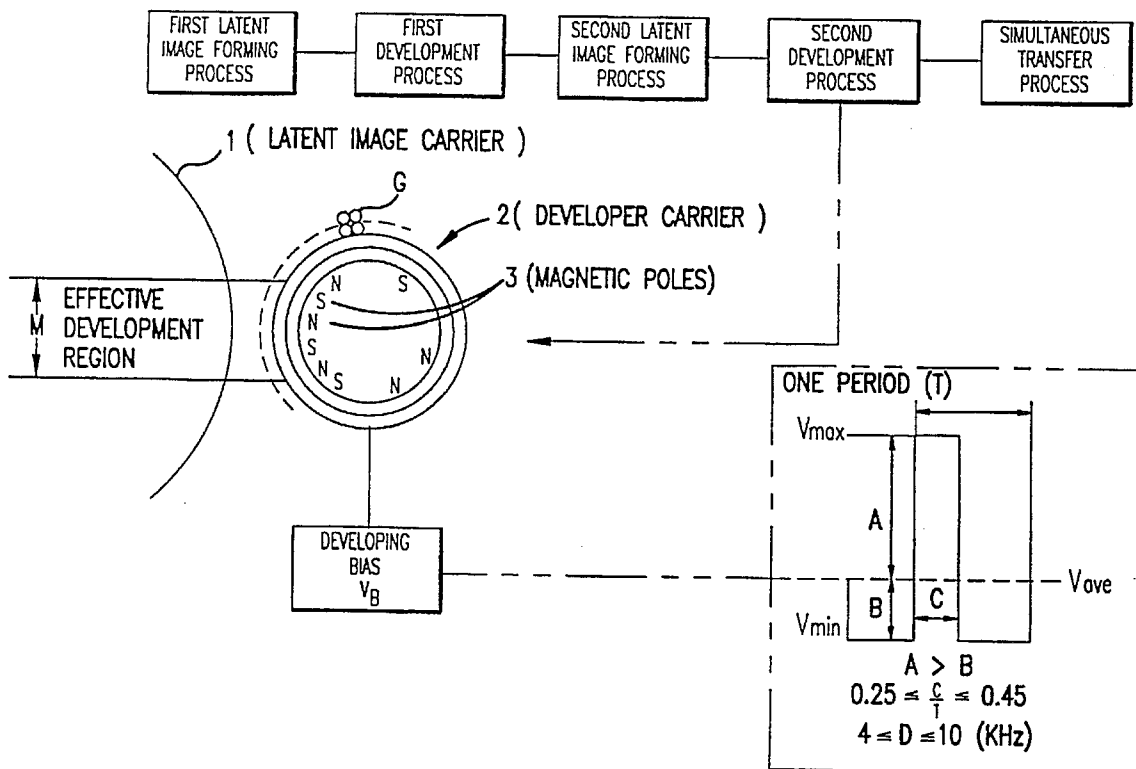 FIRST LATENT
IMAGE FORMING
PROCESS
FIRST
DEVELOPMENT
PROCESS
SECOND LATENT
IMAGE FORMING
PROCESS
SECOND
DEVELOPMENT
PROCESS
SIMULTANEOUS
TRANSFER
PROCESS
1 ( LATENT IMAGE CARRIER )
G
2 ( DEVELOPER CARRIER )
3 (MAGNETIC POLES)
N
S
S
N
S
N
S
N
N
M
EFFECTIVE
DEVELOPMENT
REGION
DEVELOPING
BIAS
VB
ONE PERIOD (T)
Vmax
A
Vave
B
C
Vmin
A > B
0.25 ≤ C/T ≤ 0.45
4 ≤ D ≤ 10 (KHz)